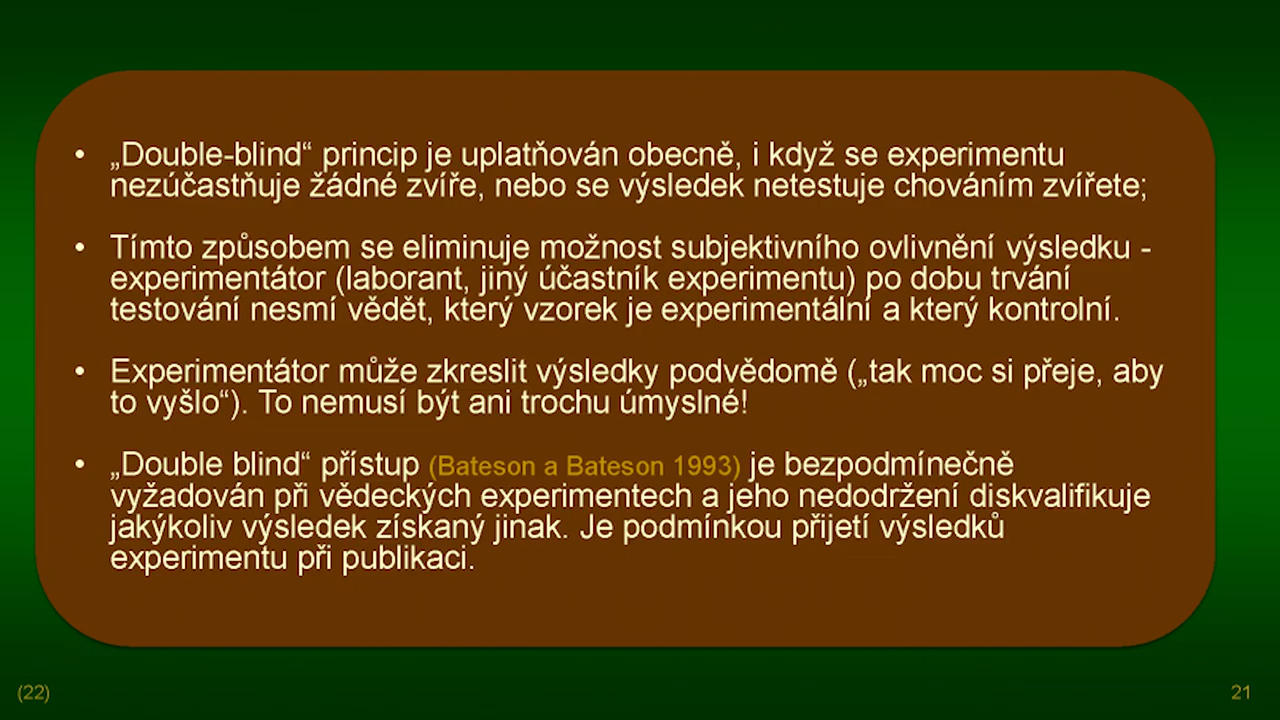 • „Double-blind“ princip je uplatňován obecně, i když se experimentu
nezúčastňuje žádné zvíře, nebo se výsledek netestuje chováním zvířete;
• Tímto způsobem se eliminuje možnost subjektivního ovlivnění výsledku -
experimentátor (laborant, jiný účastník experimentu) po dobu trvání
testování nesmí vědět, který vzorek je experimentální a který kontrolní.
• Experimentátor může zkreslit výsledky podvědomě („tak moc si přeje, aby
to vyšlo“). To nemusí být ani trochu úmyslné!
• „Double blind“ přístup (Bateson a Bateson 1993) je bezpodmínečně
vyžadován při vědeckých experimentech a jeho nedodržení diskvalifikuje
jakýkoliv výsledek získaný jinak. Je podmínkou přijetí výsledků
experimentu při publikaci.
(22)
21